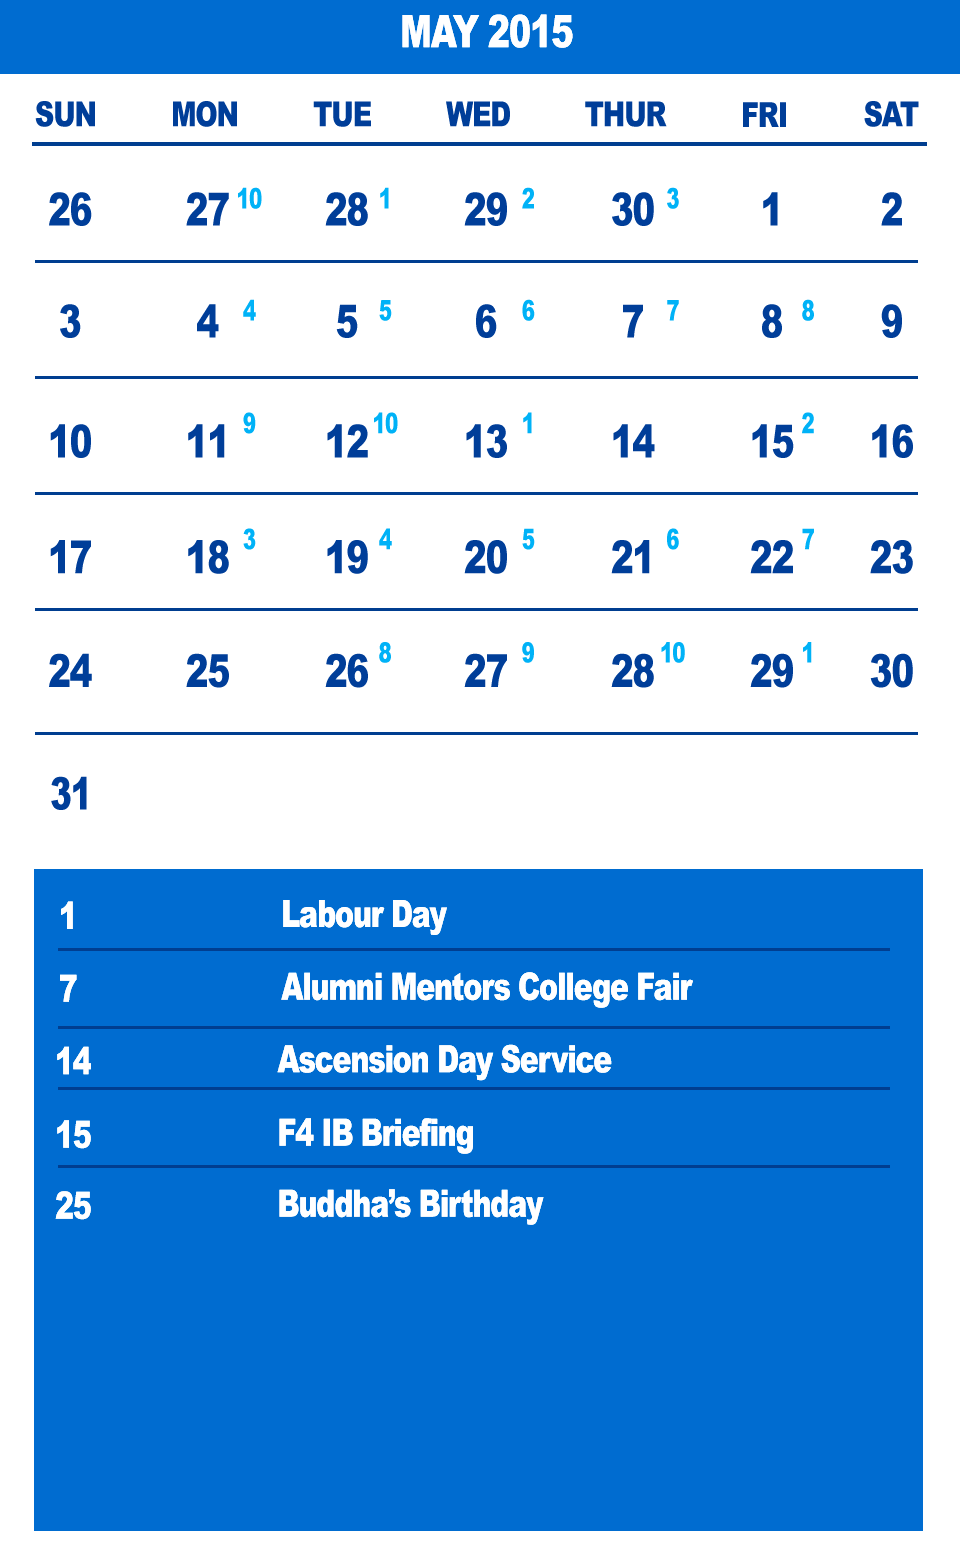 MAY 2015
SUN MON TUE WED THUR FRI SAT
26 27 10 28 1 29 2 30 3 1 2
3 4 4 5 5 6 6 7 7 8 8 9
10 11 9 12 10 13 1 14 15 2 16
17 18 3 19 4 20 5 21 6 22 7 23
24 25 26 8 27 9 28 10 29 1 30
31
1 Labour Day
7 Alumni Mentors College Fair
14 Ascension Day Service
15 F4 IB Briefing
25 Buddha’s Birthday